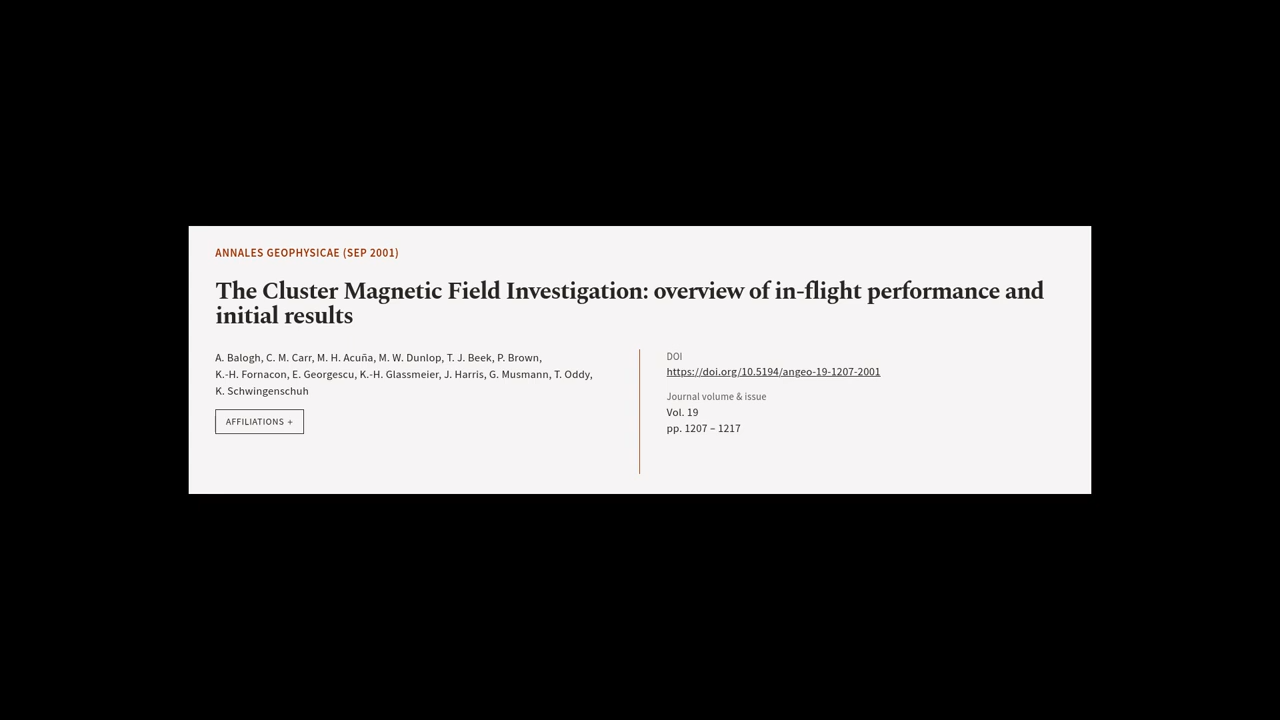 ANNALES GEOPHYSICAE (SEP 2001)
The Cluster Magnetic Field Investigation: overview of in-flight performance and
initial results
A. Balogh, C. M. Carr, M. H. Acuña, M. W. Dunlop, T. J. Beek, P. Brown,
K.-H. Fornacon, E. Georgescu, K.-H. Glassmeier, J. Harris, G. Musmann, T. Oddy,
K. Schwingenschuh
AFFILIATIONS +
DOI
https://doi.org/10.5194/angeo-19-1207-2001
Journal volume & issue
Vol. 19
pp. 1207 – 1217